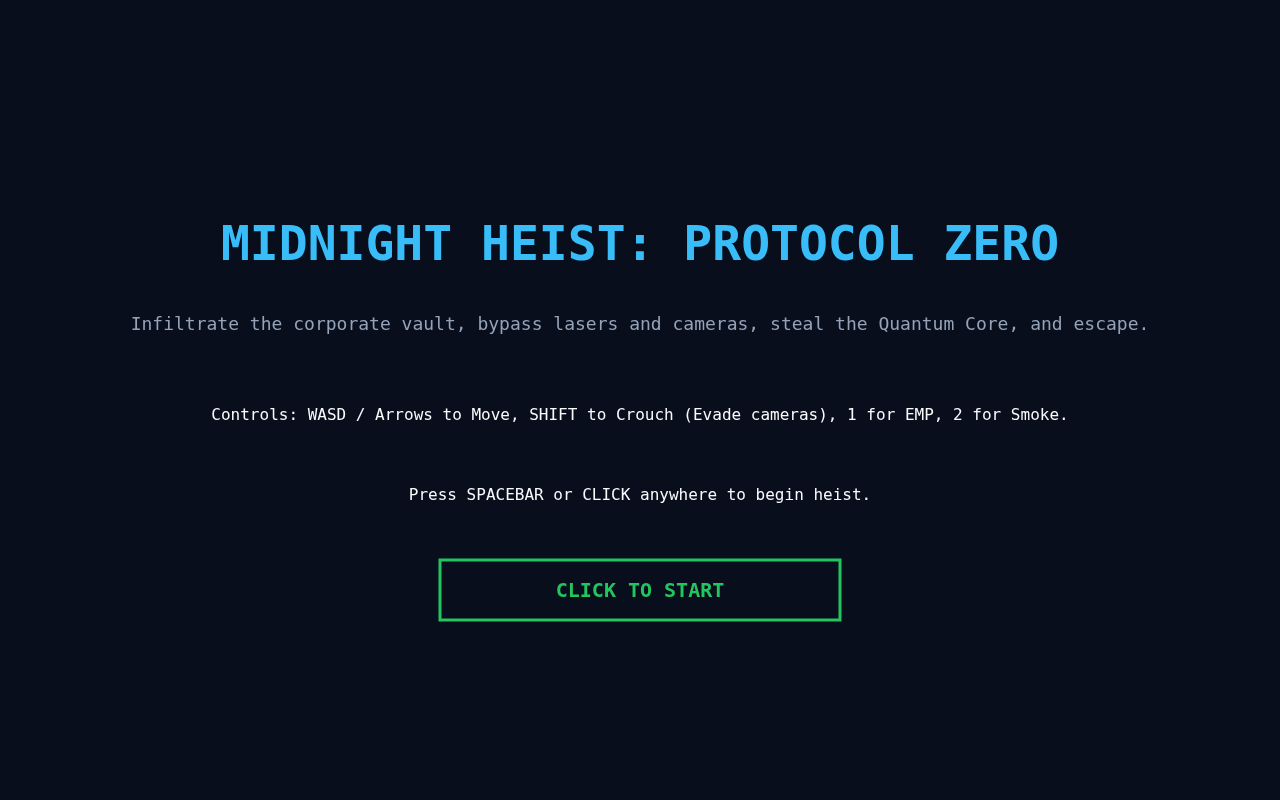 MIDNIGHT HEIST: PROTOCOL ZERO
Infiltrate the corporate vault, bypass lasers and cameras, steal the Quantum Core, and escape.
Controls: WASD / Arrows to Move, SHIFT to Crouch (Evade cameras), 1 for EMP, 2 for Smoke.
Press SPACEBAR or CLICK anywhere to begin heist.
CLICK TO START